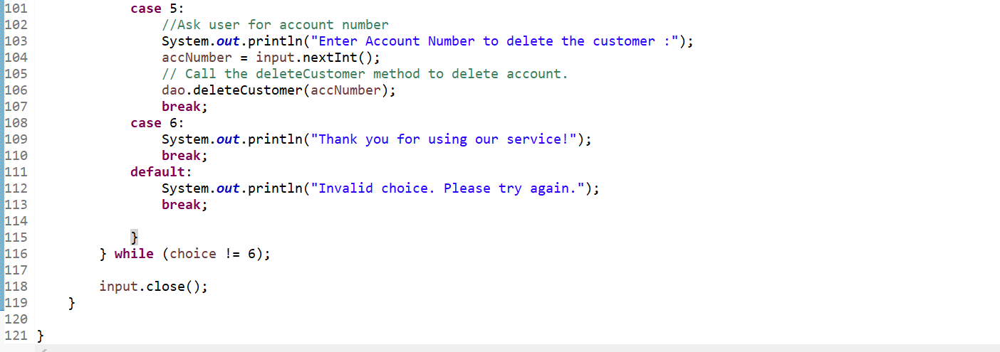 101             case 5:
102                 //Ask user for account number
103                 System.out.println("Enter Account Number to delete the customer :");
104                 accNumber = input.nextInt();
105                 // Call the deleteCustomer method to delete account.
106                 dao.deleteCustomer(accNumber);
107                 break;
108             case 6:
109                 System.out.println("Thank you for using our service!");
110                 break;
111             default:
112                 System.out.println("Invalid choice. Please try again.");
113                 break;
114
115             }
116         } while (choice != 6);
117
118         input.close();
119     }
120
121 }